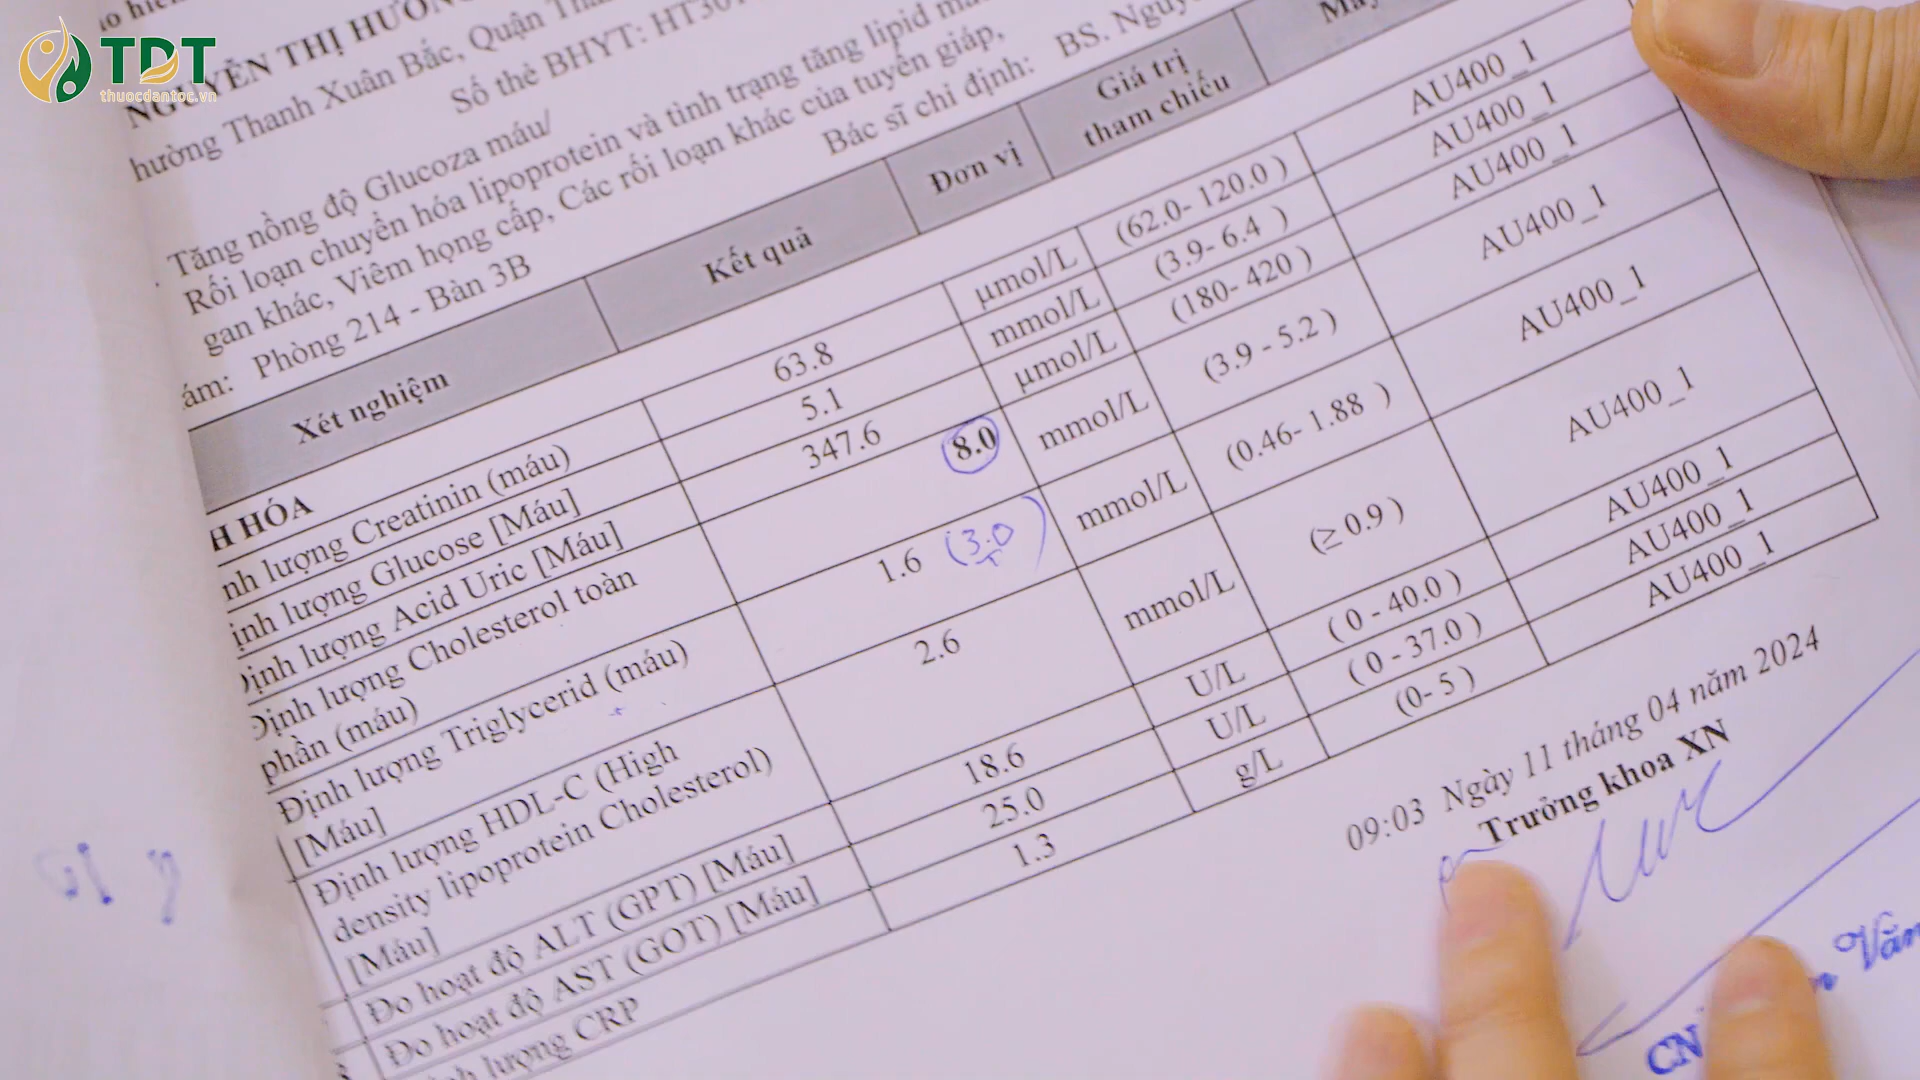 TDT
thuocdantoc.vn
NGUYỄN THỊ HƯƠNG
hường Thanh Xuân Bắc, Quận
Số thẻ BHYT:
Tăng nồng độ Glucoza máu/
Rối loạn chuyển hóa lipoprotein và tình trạng tăng lipid
gan khác, Viêm họng cấp, Các rối loạn khác của tuyến giáp,
Phòng 214 - Bàn 3B
Bác sĩ chỉ định: BS.
Xét nghiệm Kết quả Đơn vị Giá trị
tham chiếu
H HÓA
nh lượng Creatinin (máu) 63.8 µmol/L (62.0- 120.0 ) AU400_1
ịnh lượng Glucose [Máu] 5.1 mmol/L (3.9- 6.4 ) AU400_1
Định lượng Acid Uric [Máu] 347.6 µmol/L (180- 420 ) AU400_1
Định lượng Cholesterol toàn
phần (máu) 8.0 mmol/L (3.9 - 5.2 ) AU400_1
Định lượng Triglycerid (máu)
[Máu] 1.6 (3.0 mmol/L (0.46- 1.88 ) AU400_1
Định lượng HDL-C (High
density lipoprotein Cholesterol)
[Máu] 2.6 mmol/L (≥ 0.9 ) AU400_1
Đo hoạt độ ALT (GPT) [Máu] 18.6 U/L ( 0 - 40.0 ) AU400_1
Đo hoạt độ AST (GOT) [Máu] 25.0 U/L ( 0 - 37.0 ) AU400_1
lượng CRP 1.3 g/L (0- 5 ) AU400_1
09:03 Ngày 11 tháng 04 năm 2024
Trưởng khoa XN
CN
Văn